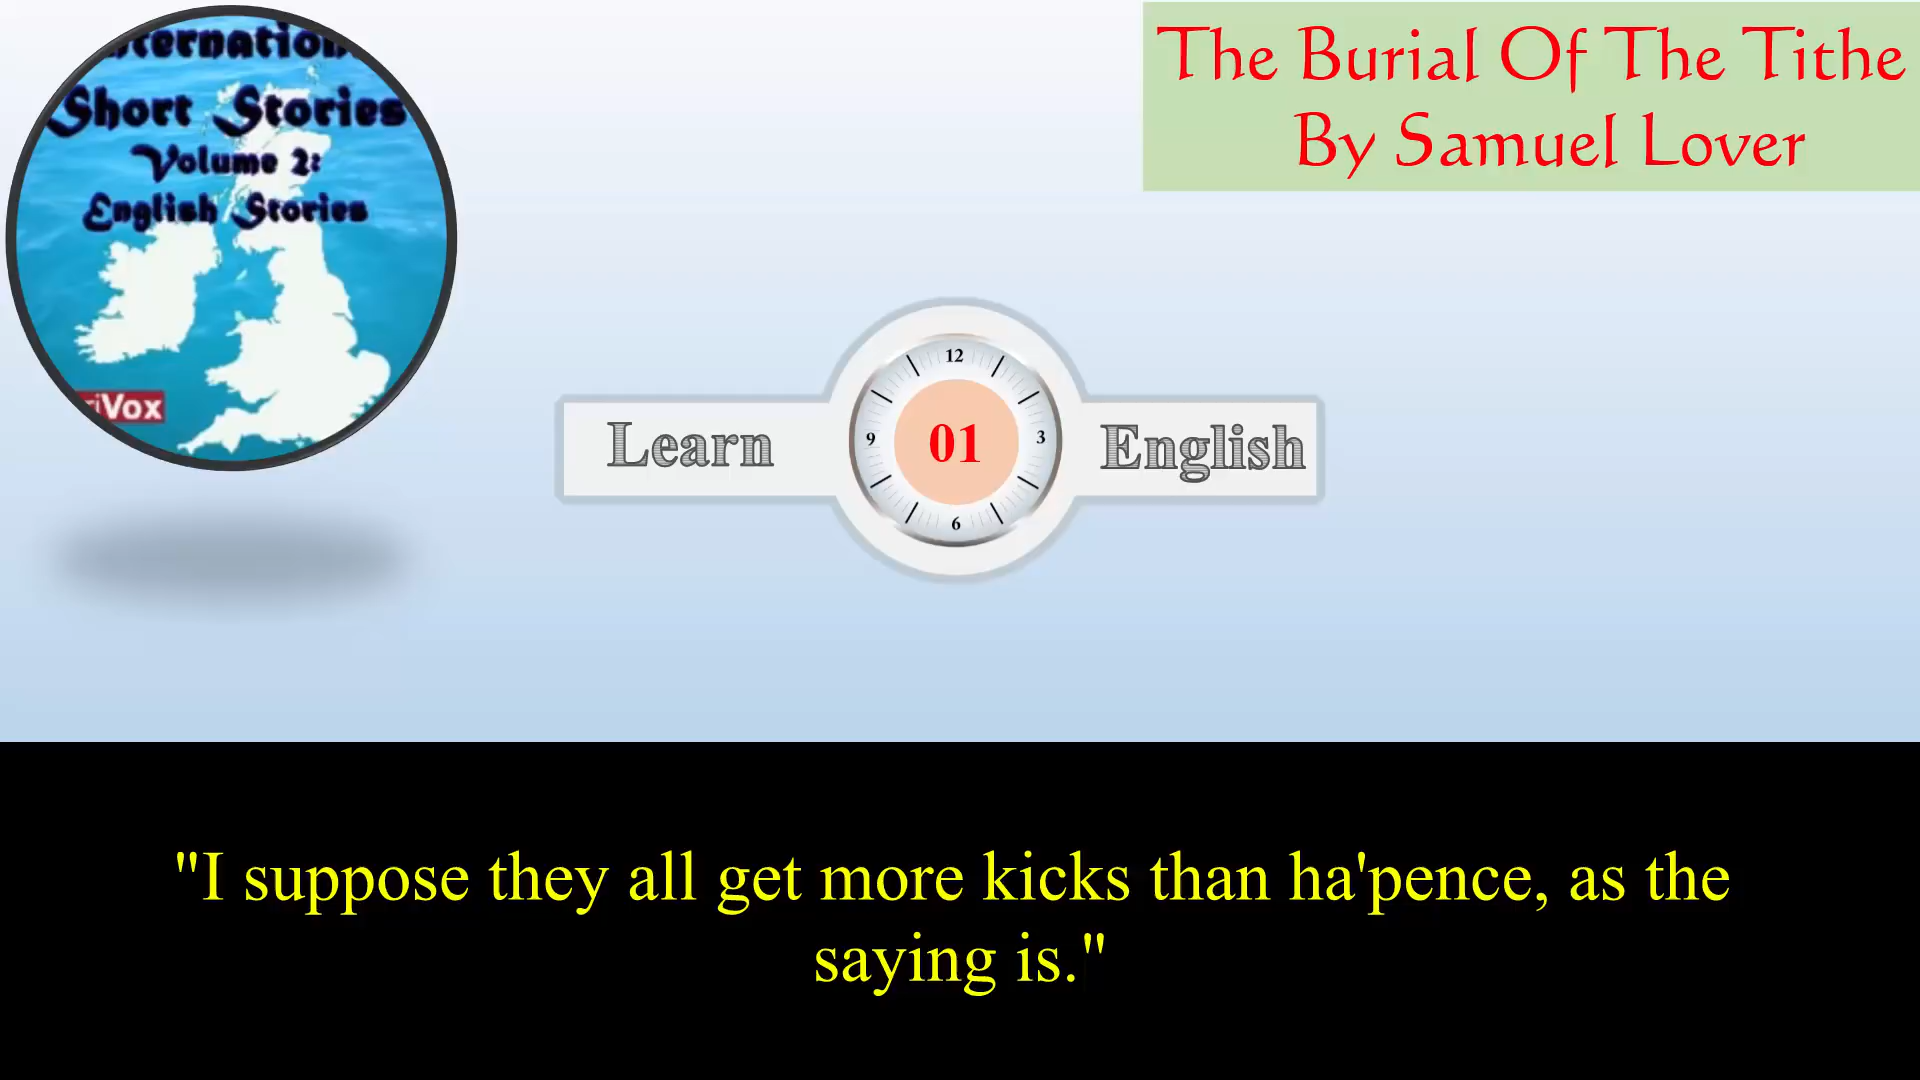 Short Stories
Volume 2:
English Stories
The Burial Of The Tithe
By Samuel Lover
Learn
12
9
01
3
6
English
"I suppose they all get more kicks than ha'pence, as the
saying is."